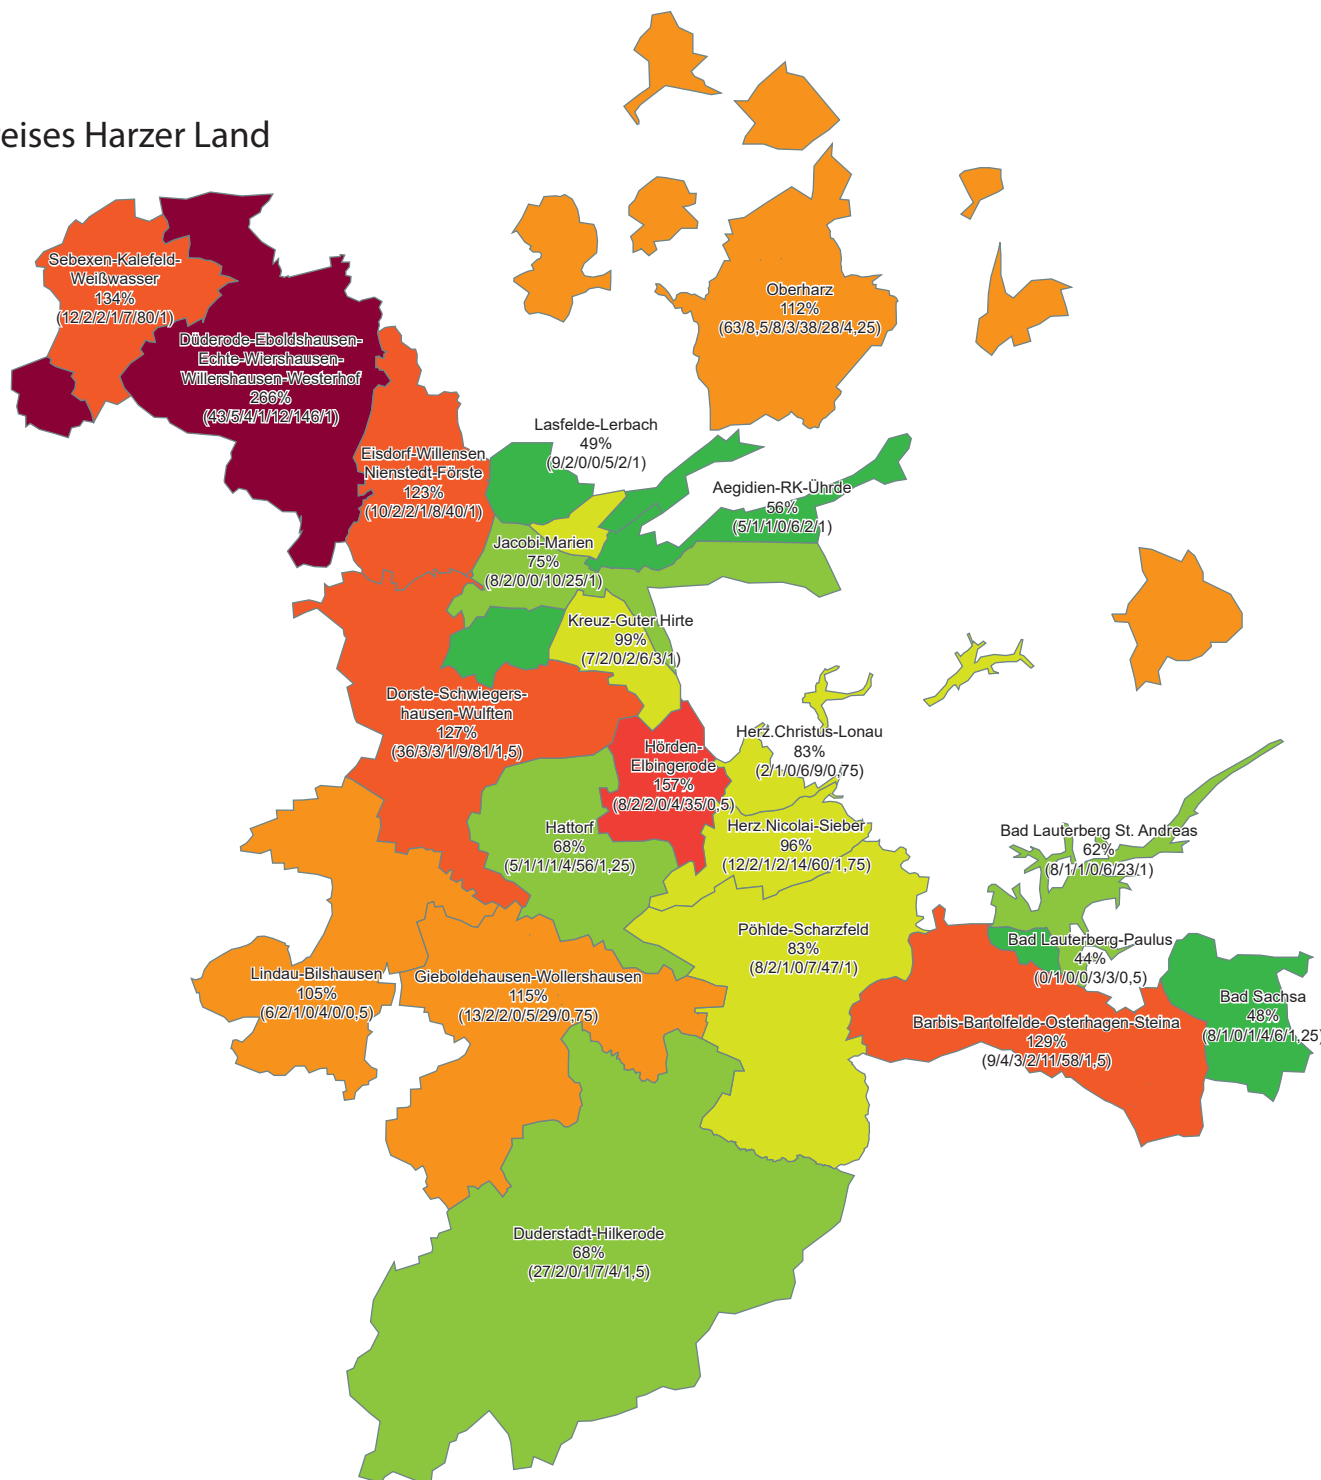 eises Harzer Land
Sebexen-Kalefeld-
Weißwasser
134%
(12/2/2/1/7/80/1)
Düderode-Eboldshausen-
Echte-Wiershausen-
Willershausen-Westerhof
266%
(43/5/4/1/12/146/1)
Oberharz
112%
(63/8,5/8/3/38/28/4,25)
Eisdorf-Willensen
Nienstedt-Förste
123%
(10/2/2/1/8/40/1)
Lasfelde-Lerbach
49%
(9/2/0/0/5/2/1)
Aegidien-RK-Ührde
56%
(5/1/1/0/6/2/1)
Jacobi-Marien
75%
(8/2/0/0/10/25/1)
Kreuz-Guter Hirte
99%
(7/2/0/2/6/3/1)
Dorste-Schwiegers-
hausen-Wulften
127%
(36/3/3/1/9/81/1,5)
Hörden-
Elbingerode
157%
(8/2/2/0/4/35/0,5)
Herz.Christus-Lonau
83%
(2/1/0/6/9/0,75)
Hattorf
68%
(5/1/1/1/4/56/1,25)
Herz.Nicolai-Sieber
96%
(12/2/1/2/14/60/1,75)
Bad Lauterberg St. Andreas
62%
(8/1/1/0/6/23/1)
Pöhlde-Scharzfeld
83%
(8/2/1/0/7/47/1)
Bad Lauterberg-Paulus
44%
(0/1/0/0/3/3/0,5)
Lindau-Bilshausen
105%
(6/2/1/0/4/0/0,5)
Gieboldehausen-Wollershausen
115%
(13/2/2/0/5/29/0,75)
Bad Sachsa
48%
(8/1/0/1/4/6/1,25)
Barbis-Bartolfelde-Osterhagen-Steina
129%
(9/4/3/2/11/58/1,5)
Duderstadt-Hilkerode
68%
(27/2/0/1/7/4/1,5)